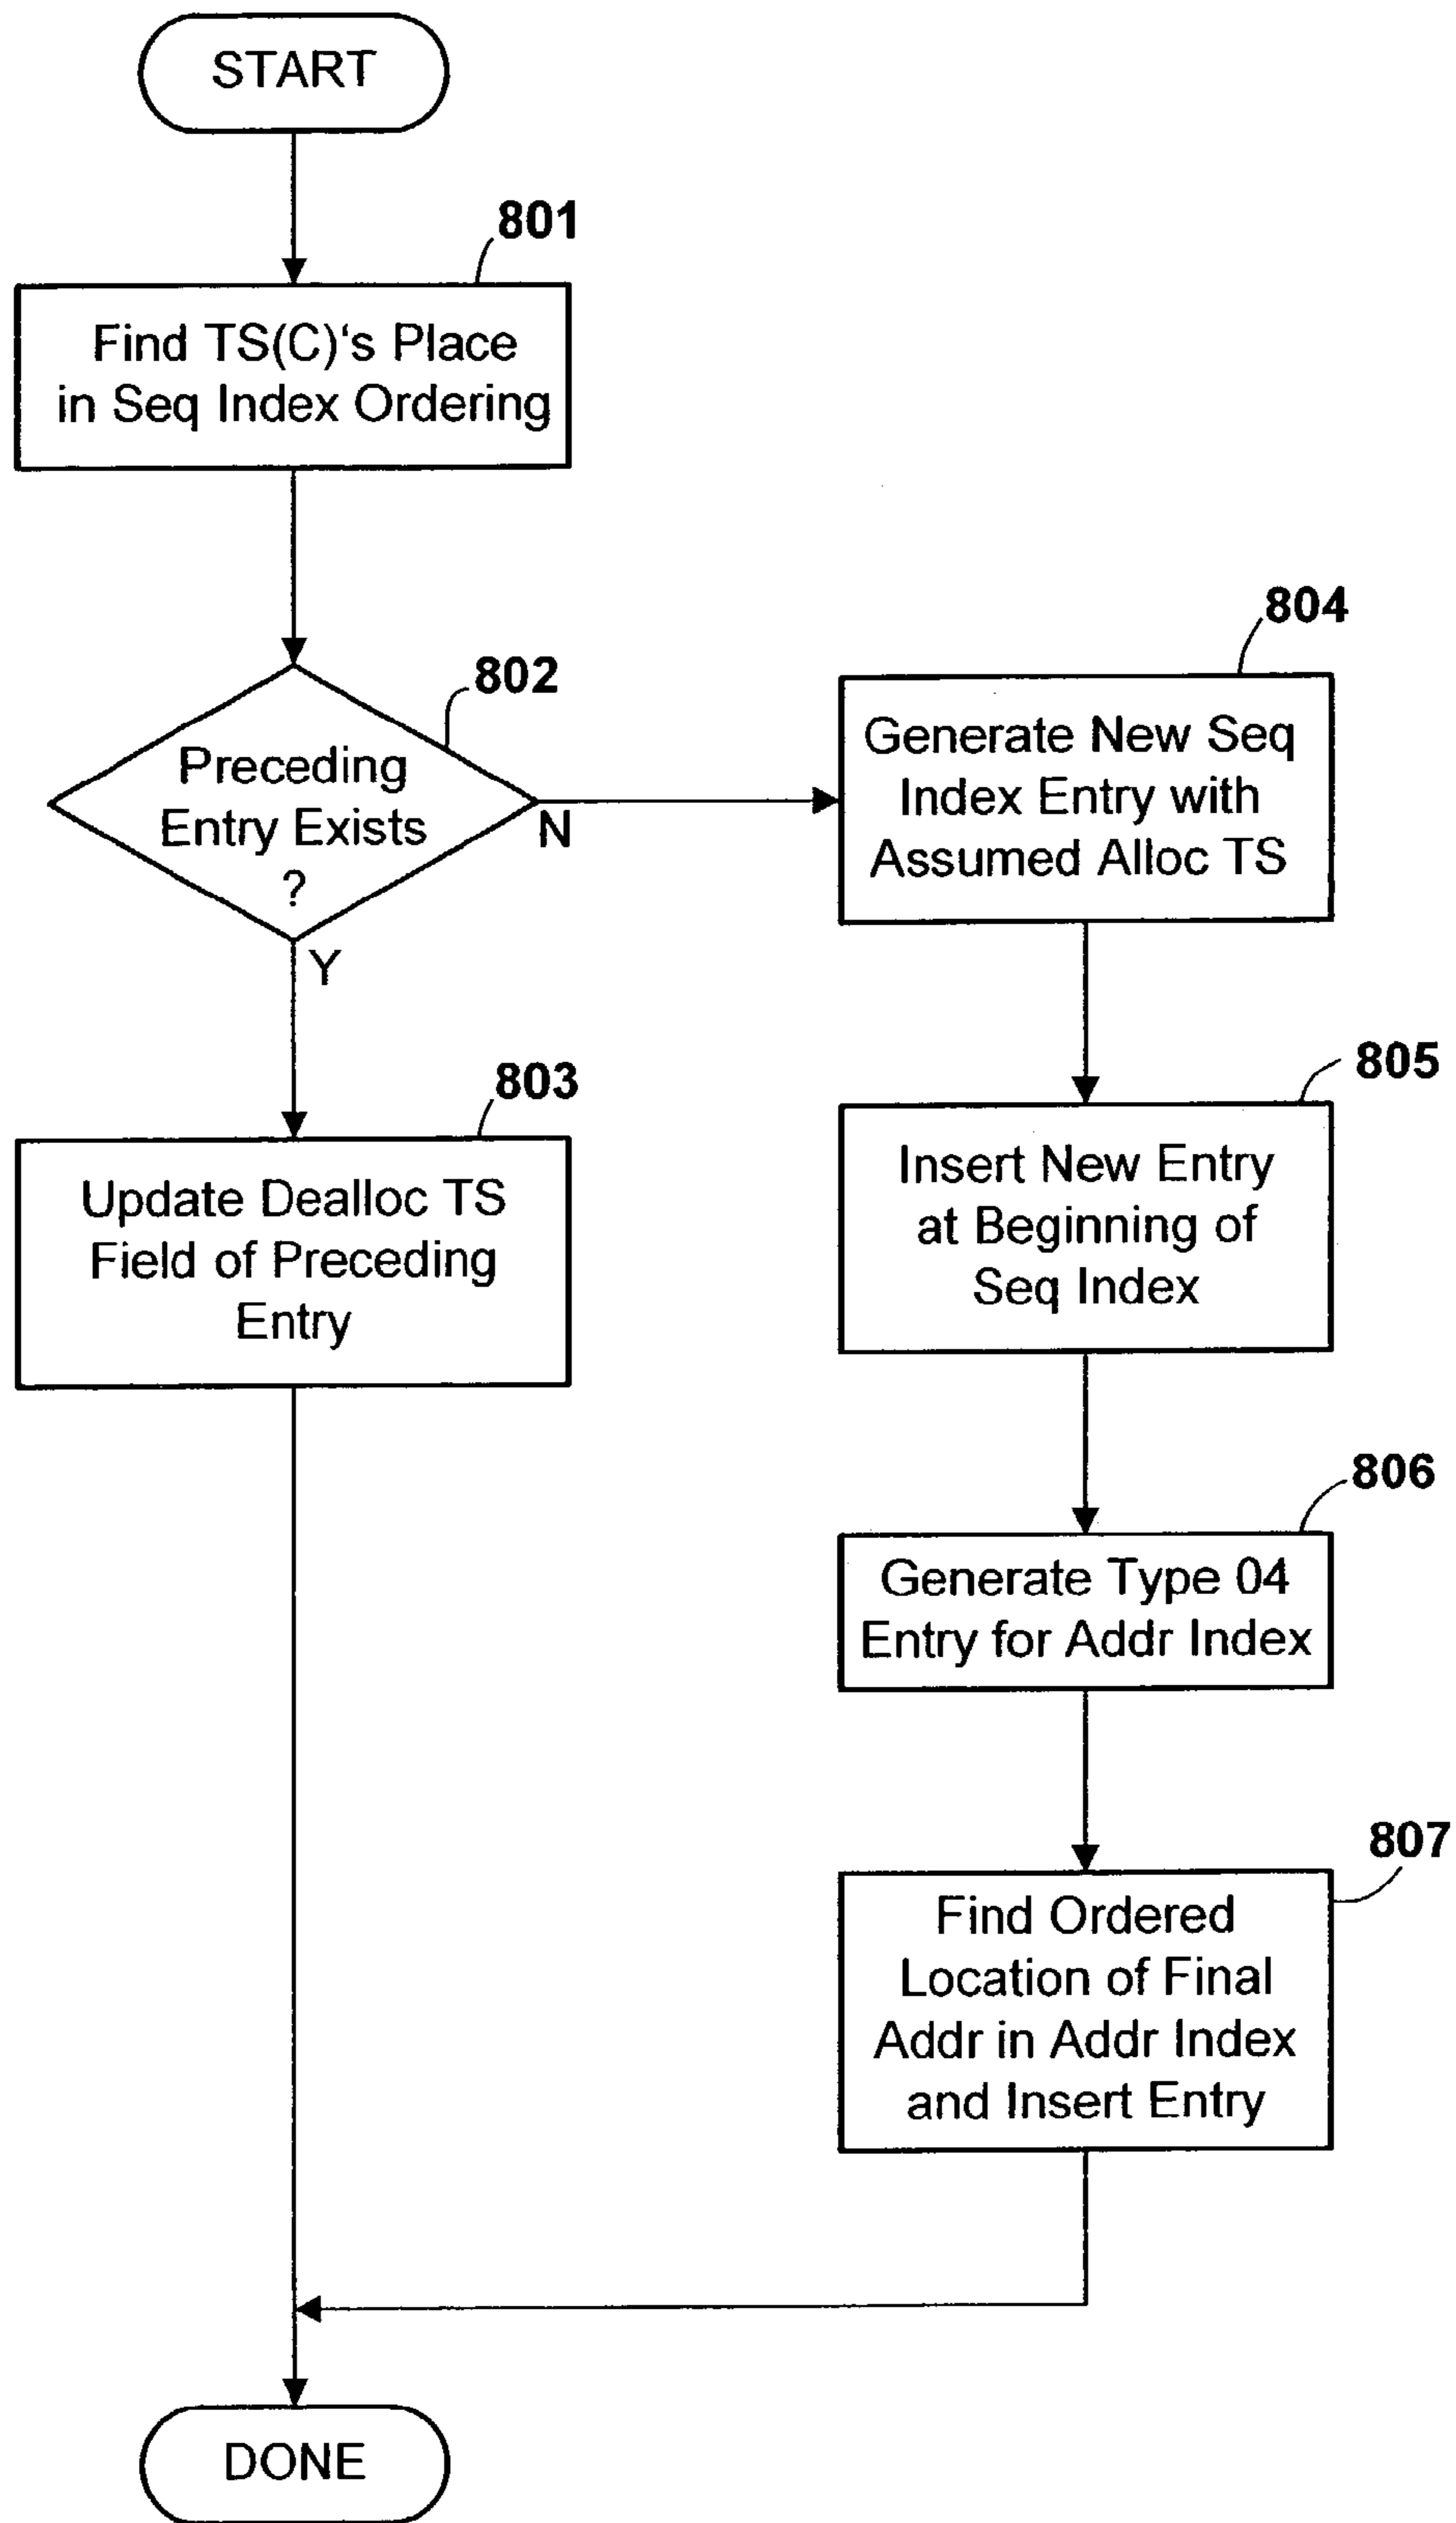 START
801
Find TS(C)‘s Place
in Seq Index Ordering
802
Preceding
Entry Exists
?
N
Y
803
Update Dealloc TS
Field of Preceding
Entry
804
Generate New Seq
Index Entry with
Assumed Alloc TS
805
Insert New Entry
at Beginning of
Seq Index
806
Generate Type 04
Entry for Addr Index
807
Find Ordered
Location of Final
Addr in Addr Index
and Insert Entry
DONE